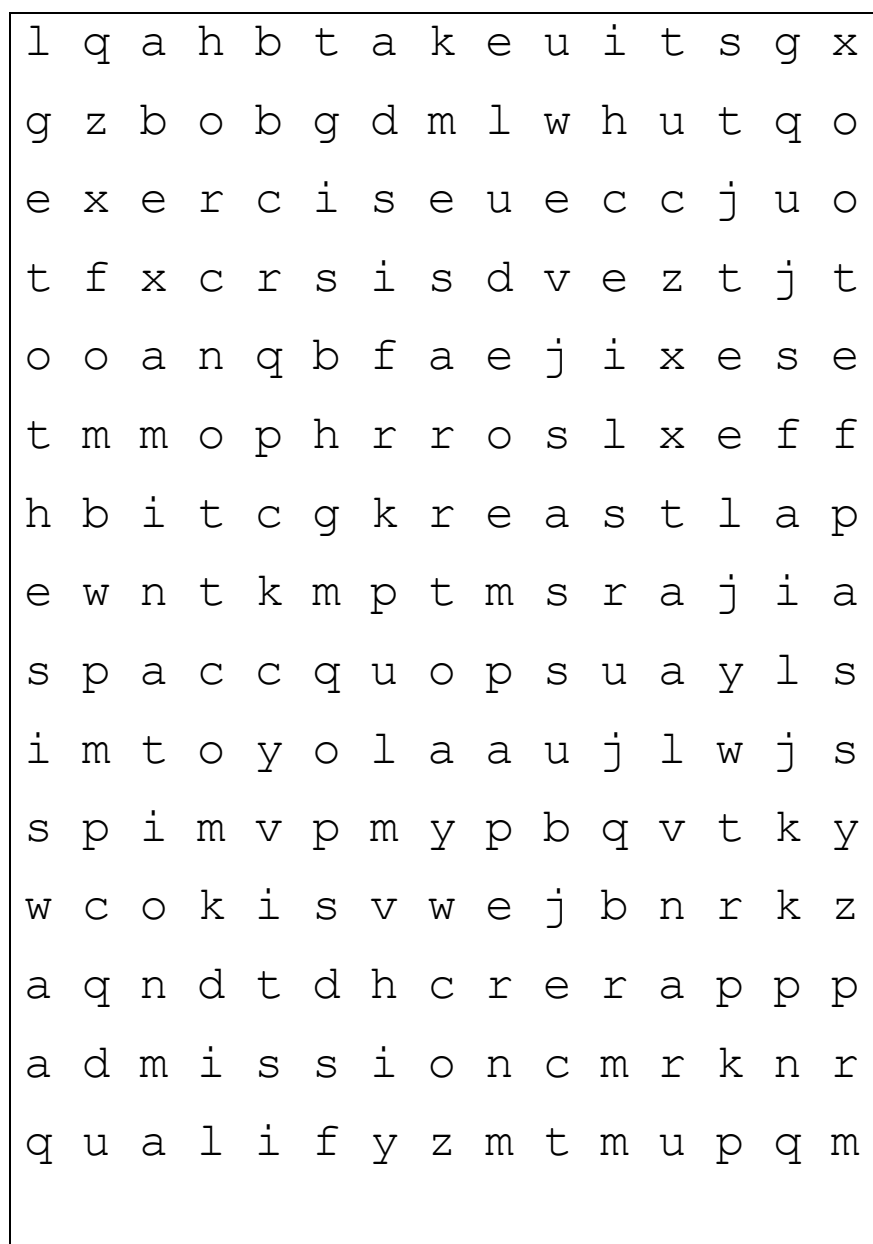 l q a h b t a k e u i t s g x
g z b o b g d m l w h u t q o
e x e r c i s e u e c c j u o
t f x c r s i s d v e z t j t
o o a n q b f a e j i x e s e
t m m o p h r r o s l x e f f
h b i t c g k r e a s t l a p
e w n t k m p t m s r a j i a
s p a c c q u o p s u a y l s
i m t o y o l a a u j l w j s
s p i m v p m y p b q v t k y
w c o k i s v w e j b n r k z
a q n d t d h c r e r a p p p
a d m i s s i o n c m r k n r
q u a l i f y z m t m u p q m